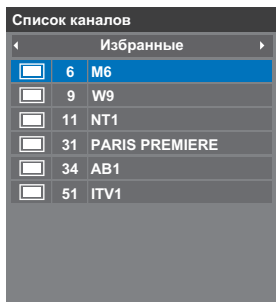 Список каналов
Избранные
6 M6
9 W9
11 NT1
31 PARIS PREMIERE
34 AB1
51 ITV1